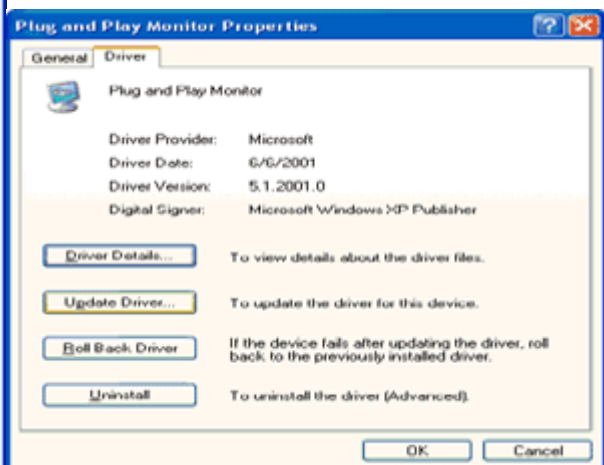 Plug and Play Monitor Properties
General Driver
Plug and Play Monitor
Driver Provider: Microsoft
Driver Date: 6/6/2001
Driver Version: 5.1.2001.0
Digital Signer: Microsoft Windows XP Publisher
Driver Details... To view details about the driver files.
Update Driver... To update the driver for this device.
Roll Back Driver If the device fails after updating the driver, roll
back to the previously installed driver.
Uninstall To uninstall the driver (Advanced).
OK Cancel